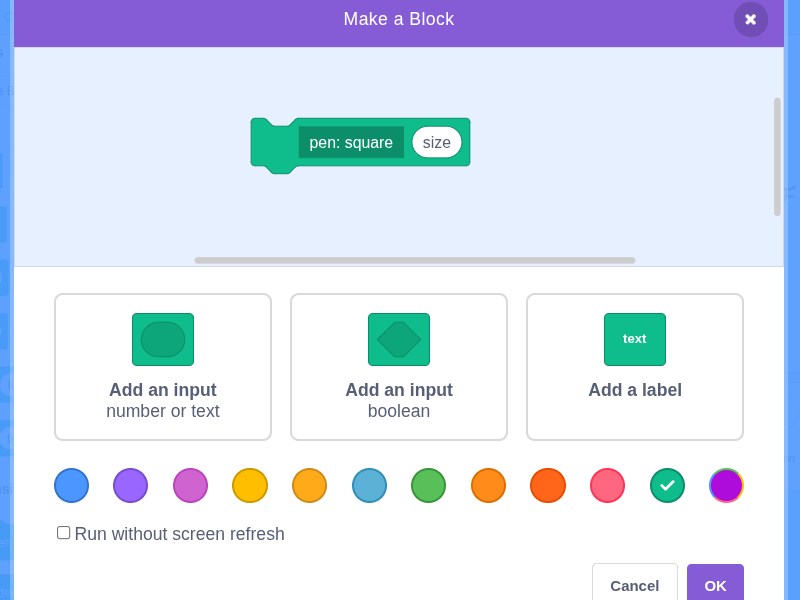 Make a Block
pen: square size
text
Add an input
number or text
Add an input
boolean
Add a label
Run without screen refresh
Cancel
OK